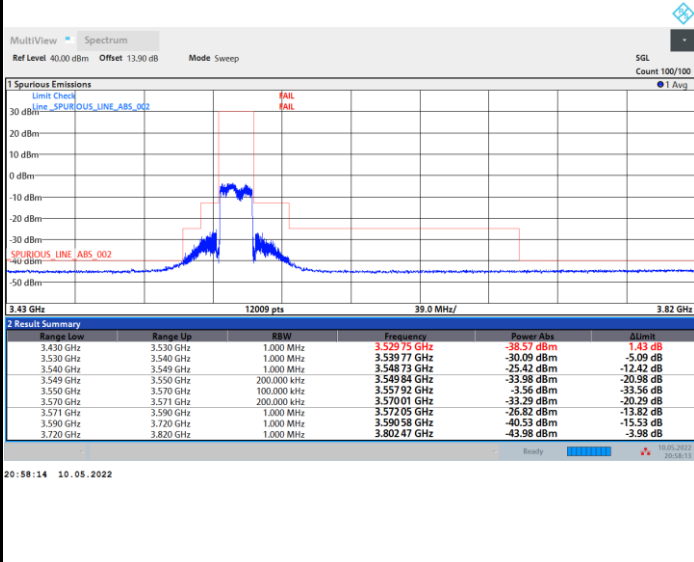 MultiView Spectrum
Ref Level 40.00 dBm Offset 13.90 dB Mode Sweep SGL
Count 100/100
1 Spurious Emissions 1 Avg
Limit Check FAIL
Line _SPURIOUS_LINE_ABS_002 FAIL
30 dBm
20 dBm
10 dBm
0 dBm
-10 dBm
-20 dBm
-30 dBm
SPURIOUS_LINE_ABS_002
-40 dBm
-50 dBm
3.43 GHz 12009 pts 39.0 MHz/ 3.82 GHz
2 Result Summary
Range Low Range Up RBW Frequency Power Abs ΔLimit
3.430 GHz 3.530 GHz 1.000 MHz 3.529 75 GHz -38.57 dBm 1.43 dB
3.530 GHz 3.540 GHz 1.000 MHz 3.539 77 GHz -30.09 dBm -5.09 dB
3.540 GHz 3.549 GHz 1.000 MHz 3.548 73 GHz -25.42 dBm -12.42 dB
3.549 GHz 3.550 GHz 200.000 kHz 3.549 84 GHz -33.98 dBm -20.98 dB
3.550 GHz 3.570 GHz 100.000 kHz 3.557 92 GHz -3.56 dBm -33.56 dB
3.570 GHz 3.571 GHz 200.000 kHz 3.570 01 GHz -33.29 dBm -20.29 dB
3.571 GHz 3.590 GHz 1.000 MHz 3.572 05 GHz -26.82 dBm -13.82 dB
3.590 GHz 3.720 GHz 1.000 MHz 3.590 58 GHz -40.53 dBm -15.53 dB
3.720 GHz 3.820 GHz 1.000 MHz 3.802 47 GHz -43.98 dBm -3.98 dB
Ready 10.05.2022
20:58:13
20:58:14 10.05.2022